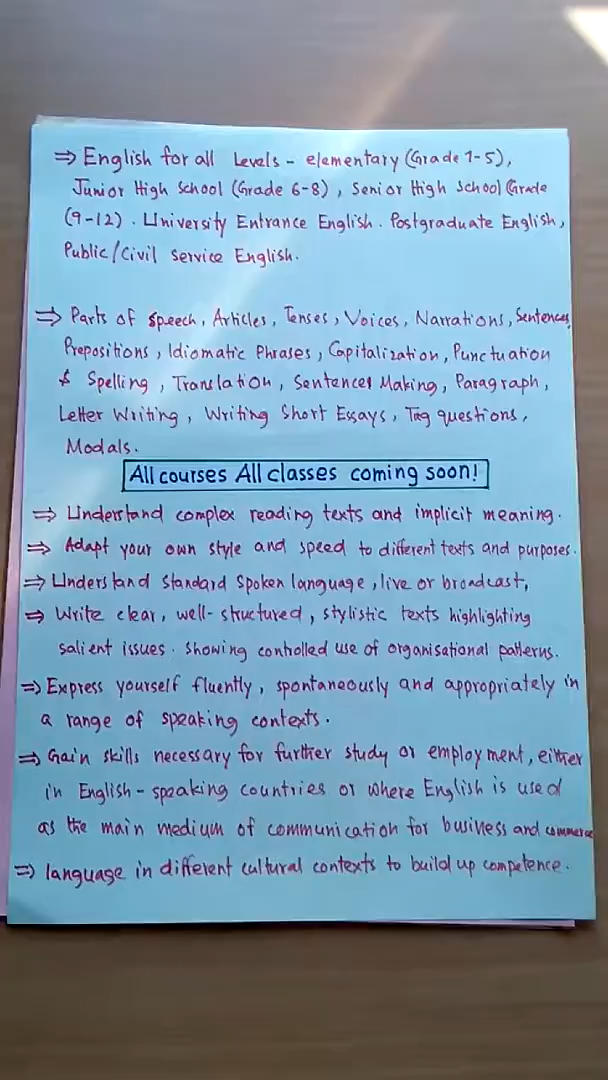 ⇒ English for all Levels - elementary (Grade 1-5),
Junior High School (Grade 6-8), Senior High School (Grade
(9-12). University Entrance English. Postgraduate English,
Public/Civil Service English.
⇒ Parts of Speech, Articles, Tenses, Voices, Narrations, Sentences,
Prepositions, Idiomatic Phrases, Capitalization, Punctuation
& Spelling, Translation, Sentences Making, Paragraph,
Letter Writing, Writing Short Essays, Tag questions,
Modals.
All courses All classes coming soon!
⇒ Understand complex reading texts and implicit meaning.
⇒ Adapt your own style and speed to different texts and purposes.
⇒ Understand standard spoken language, live or broadcast,
⇒ Write clear, well-structured, stylistic texts highlighting
salient issues. showing controlled use of organisational patterns.
⇒ Express yourself fluently, spontaneously and appropriately in
a range of speaking contexts.
⇒ Gain skills necessary for further study or employment, either
in English-speaking countries or where English is used
as the main medium of communication for business and commerce
⇒ language in different cultural contexts to build up competence.